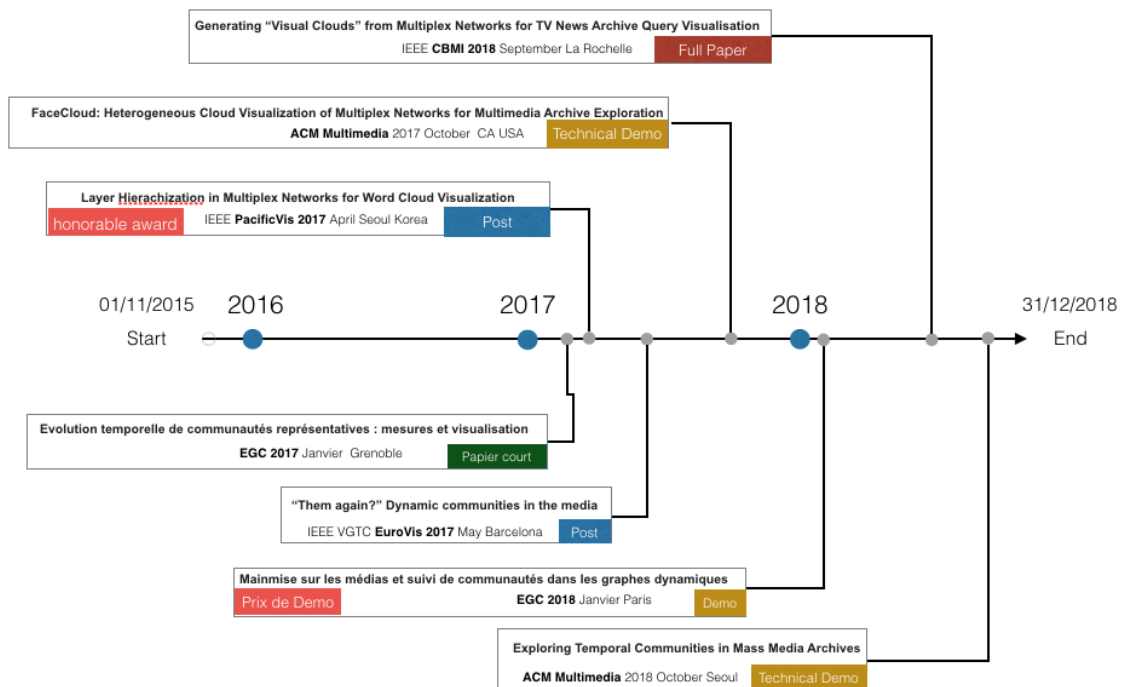 Generating “Visual Clouds” from Multiplex Networks for TV News Archive Query Visualisation
IEEE CBMI 2018 September La Rochelle
Full Paper
FaceCloud: Heterogeneous Cloud Visualization of Multiplex Networks for Multimedia Archive Exploration
ACM Multimedia 2017 October CA USA
Technical Demo
Layer Hierachization in Multiplex Networks for Word Cloud Visualization
honorable award
IEEE PacificVis 2017 April Seoul Korea
Post
01/11/2015
2016
2017
2018
31/12/2018
Start
End
Evolution temporelle de communautés représentatives : mesures et visualisation
EGC 2017 Janvier Grenoble
Papier court
“Them again?” Dynamic communities in the media
IEEE VGTC EuroVis 2017 May Barcelona
Post
Mainmise sur les médias et suivi de communautés dans les graphes dynamiques
Prix de Demo
EGC 2018 Janvier Paris
Demo
Exploring Temporal Communities in Mass Media Archives
ACM Multimedia 2018 October Seoul
Technical Demo